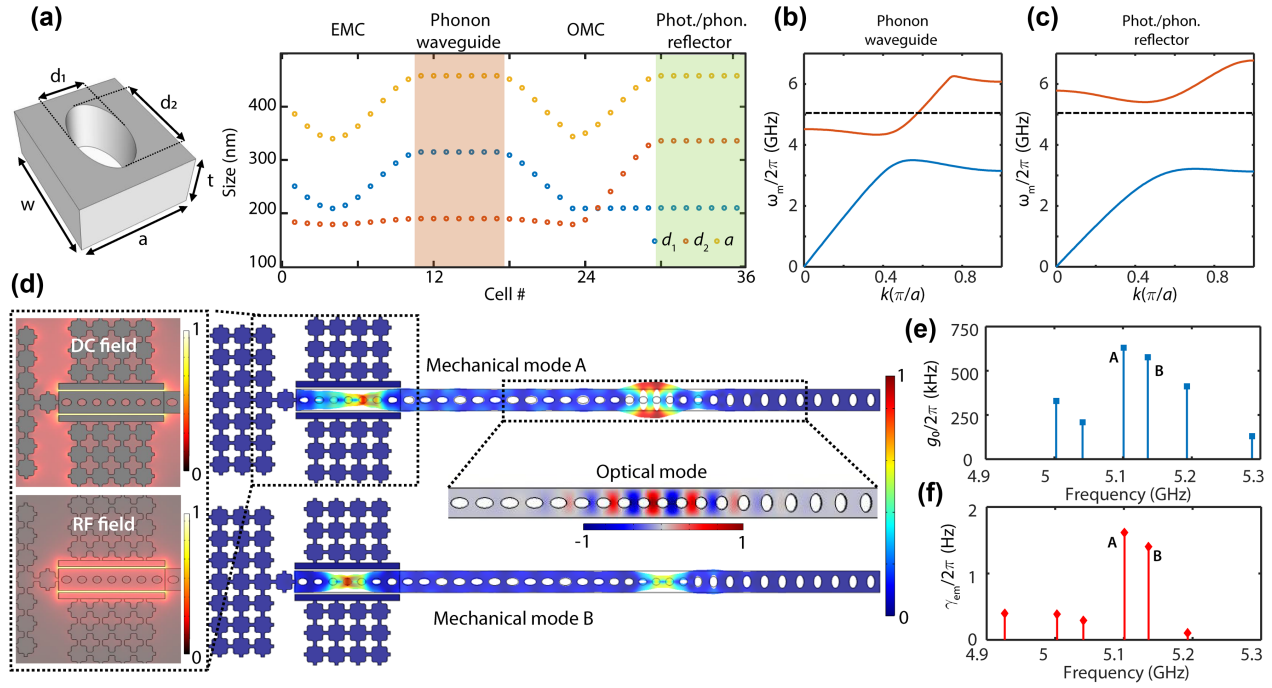 (a)
d₁
d₂
t
w
a
EMC
Phonon
waveguide
OMC
Phot./phon.
reflector
Size (nm)
400
300
200
100
0
12
24
36
Cell #
d₁ d₂ a
(b)
Phonon
waveguide
ωₘ/2π (GHz)
6
4
2
0
0
0.4
0.8
k(π/a)
(c)
Phot./phon.
reflector
ωₘ/2π (GHz)
6
4
2
0
0
0.4
0.8
k(π/a)
(d)
DC field
1
0
RF field
1
0
Mechanical mode A
Optical mode
-1
1
Mechanical mode B
1
0
(e)
g₀/2π (kHz)
750
500
250
0
A
B
4.9
5
5.1
5.2
5.3
Frequency (GHz)
(f)
γₑₘ/2π (Hz)
2
1
0
A
B
4.9
5
5.1
5.2
5.3
Frequency (GHz)